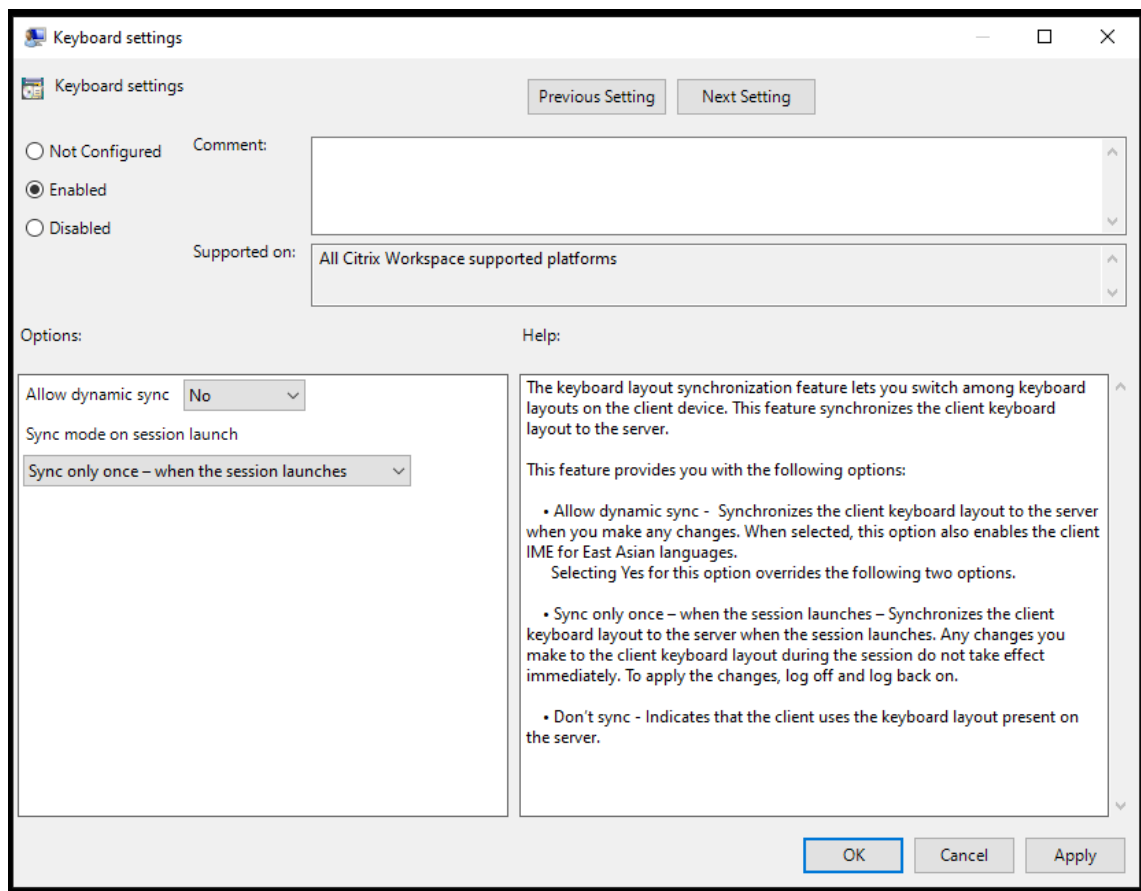 Keyboard settings
Keyboard settings
Previous Setting
Next Setting
Not Configured
Comment:
Enabled
Disabled
Supported on:
All Citrix Workspace supported platforms
Options:
Help:
Allow dynamic sync
No
Sync mode on session launch
Sync only once – when the session launches
The keyboard layout synchronization feature lets you switch among keyboard
layouts on the client device. This feature synchronizes the client keyboard
layout to the server.
This feature provides you with the following options:
• Allow dynamic sync -  Synchronizes the client keyboard layout to the server
when you make any changes. When selected, this option also enables the client
IME for East Asian languages.
Selecting Yes for this option overrides the following two options.
• Sync only once – when the session launches – Synchronizes the client
keyboard layout to the server when the session launches. Any changes you
make to the client keyboard layout during the session do not take effect
immediately. To apply the changes, log off and log back on.
• Don’t sync - Indicates that the client uses the keyboard layout present on
the server.
OK
Cancel
Apply